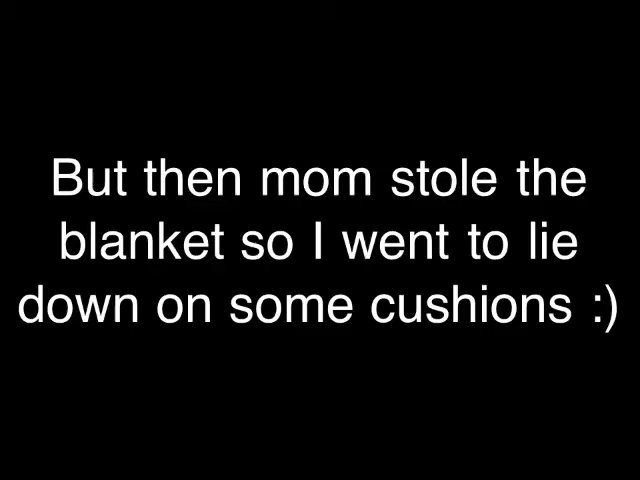 But then mom stole the
blanket so I went to lie
down on some cushions :)